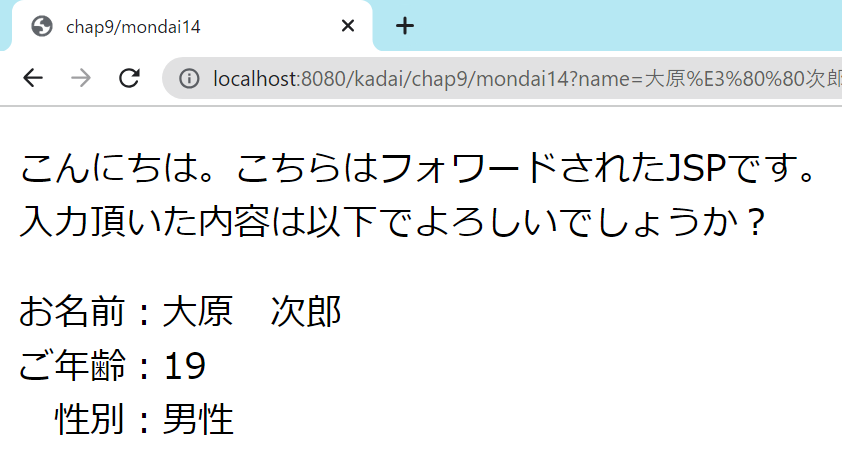 chap9/mondai14
localhost:8080/kadai/chap9/mondai14?name=大原%E3%80%80次郎
こんにちは。こちらはフォワードされたJSPです。
入力頂いた内容は以下でよろしいでしょうか？
お名前：大原　次郎
ご年齢：19
　性別：男性